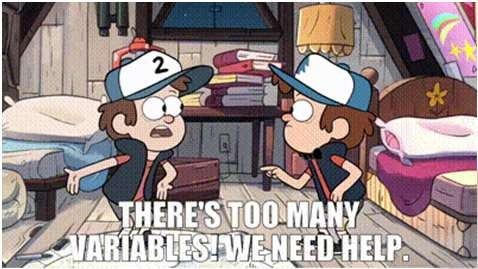 2
THERE'S TOO MANY
VARIABLES! WE NEED HELP.